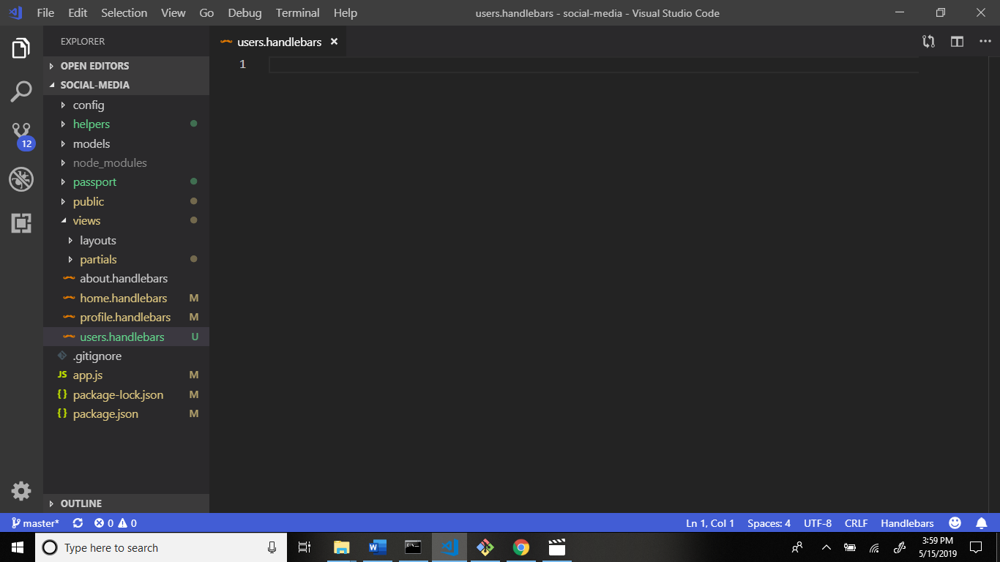 File Edit Selection View Go Debug Terminal Help users.handlebars - social-media - Visual Studio Code
EXPLORER
users.handlebars
OPEN EDITORS
1
SOCIAL-MEDIA
config
helpers
models
12
node_modules
passport
public
views
layouts
partials
about.handlebars
home.handlebars M
profile.handlebars M
users.handlebars U
.gitignore
JS app.js M
{} package-lock.json M
{} package.json M
OUTLINE
master* 0 0 Ln 1, Col 1 Spaces: 4 UTF-8 CRLF Handlebars
Type here to search
3:59 PM
5/15/2019